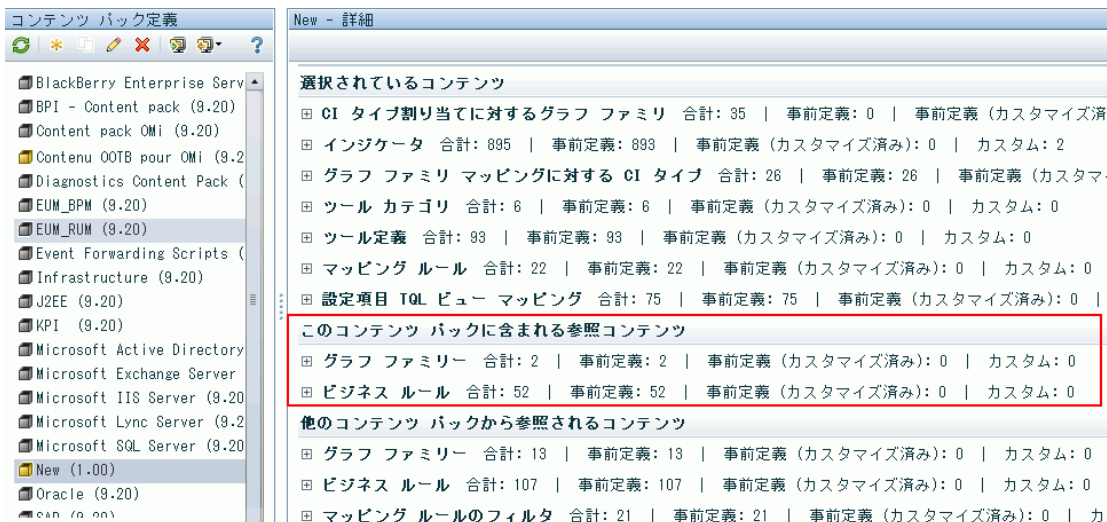 コンテンツ パック定義
?
BlackBerry Enterprise Serv
BPI - Content pack (9.20)
Content pack OMi (9.20)
Contenu OOTB pour OMi (9.2
Diagnostics Content Pack (
EUM_BPM (9.20)
EUM_RUM (9.20)
Event Forwarding Scripts (
Infrastructure (9.20)
J2EE (9.20)
KPI (9.20)
Microsoft Active Directory
Microsoft Exchange Server
Microsoft IIS Server (9.20
Microsoft Lync Server (9.2
Microsoft SQL Server (9.20
New (1.00)
Oracle (9.20)
SAP (9.20)
New - 詳細
選択されているコンテンツ
CI タイプ割り当てに対するグラフ ファミリ 合計: 35 | 事前定義: 0 | 事前定義 (カスタマイズ済
インジケータ 合計: 895 | 事前定義: 893 | 事前定義 (カスタマイズ済み): 0 | カスタム: 2
グラフ ファミリ マッピングに対する CI タイプ 合計: 26 | 事前定義: 26 | 事前定義 (カスタマ
ツール カテゴリ 合計: 6 | 事前定義: 6 | 事前定義 (カスタマイズ済み): 0 | カスタム: 0
ツール定義 合計: 93 | 事前定義: 93 | 事前定義 (カスタマイズ済み): 0 | カスタム: 0
マッピング ルール 合計: 22 | 事前定義: 22 | 事前定義 (カスタマイズ済み): 0 | カスタム: 0
設定項目 TQL ビュー マッピング 合計: 75 | 事前定義: 75 | 事前定義 (カスタマイズ済み): 0 |
このコンテンツ パックに含まれる参照コンテンツ
グラフ ファミリー 合計: 2 | 事前定義: 2 | 事前定義 (カスタマイズ済み): 0 | カスタム: 0
ビジネス ルール 合計: 52 | 事前定義: 52 | 事前定義 (カスタマイズ済み): 0 | カスタム: 0
他のコンテンツ パックから参照されるコンテンツ
グラフ ファミリー 合計: 13 | 事前定義: 13 | 事前定義 (カスタマイズ済み): 0 | カスタム: 0
ビジネス ルール 合計: 107 | 事前定義: 107 | 事前定義 (カスタマイズ済み): 0 | カスタム: 0
マッピング ルールのフィルタ 合計: 21 | 事前定義: 21 | 事前定義 (カスタマイズ済み): 0 | カ